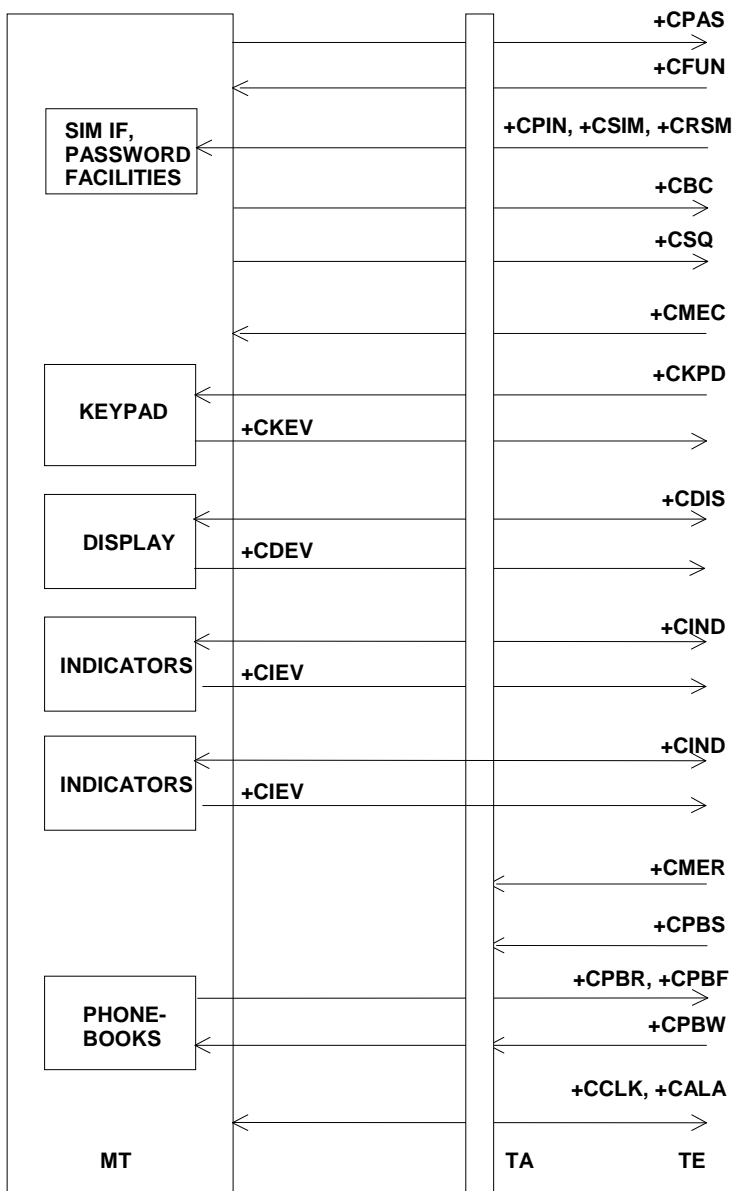 +CPAS
+CFUN
SIM IF,
PASSWORD
FACILITIES
+CPIN, +CSIM, +CRSM
+CBC
+CSQ
+CMEC
+CKPD
KEYPAD
+CKEV
+CDIS
DISPLAY
+CDEV
+CIND
INDICATORS
+CIEV
+CIND
INDICATORS
+CIEV
+CMER
+CPBS
+CPBR, +CPBF
PHONE-
BOOKS
+CPBW
+CCLK, +CALA
MT
TA
TE